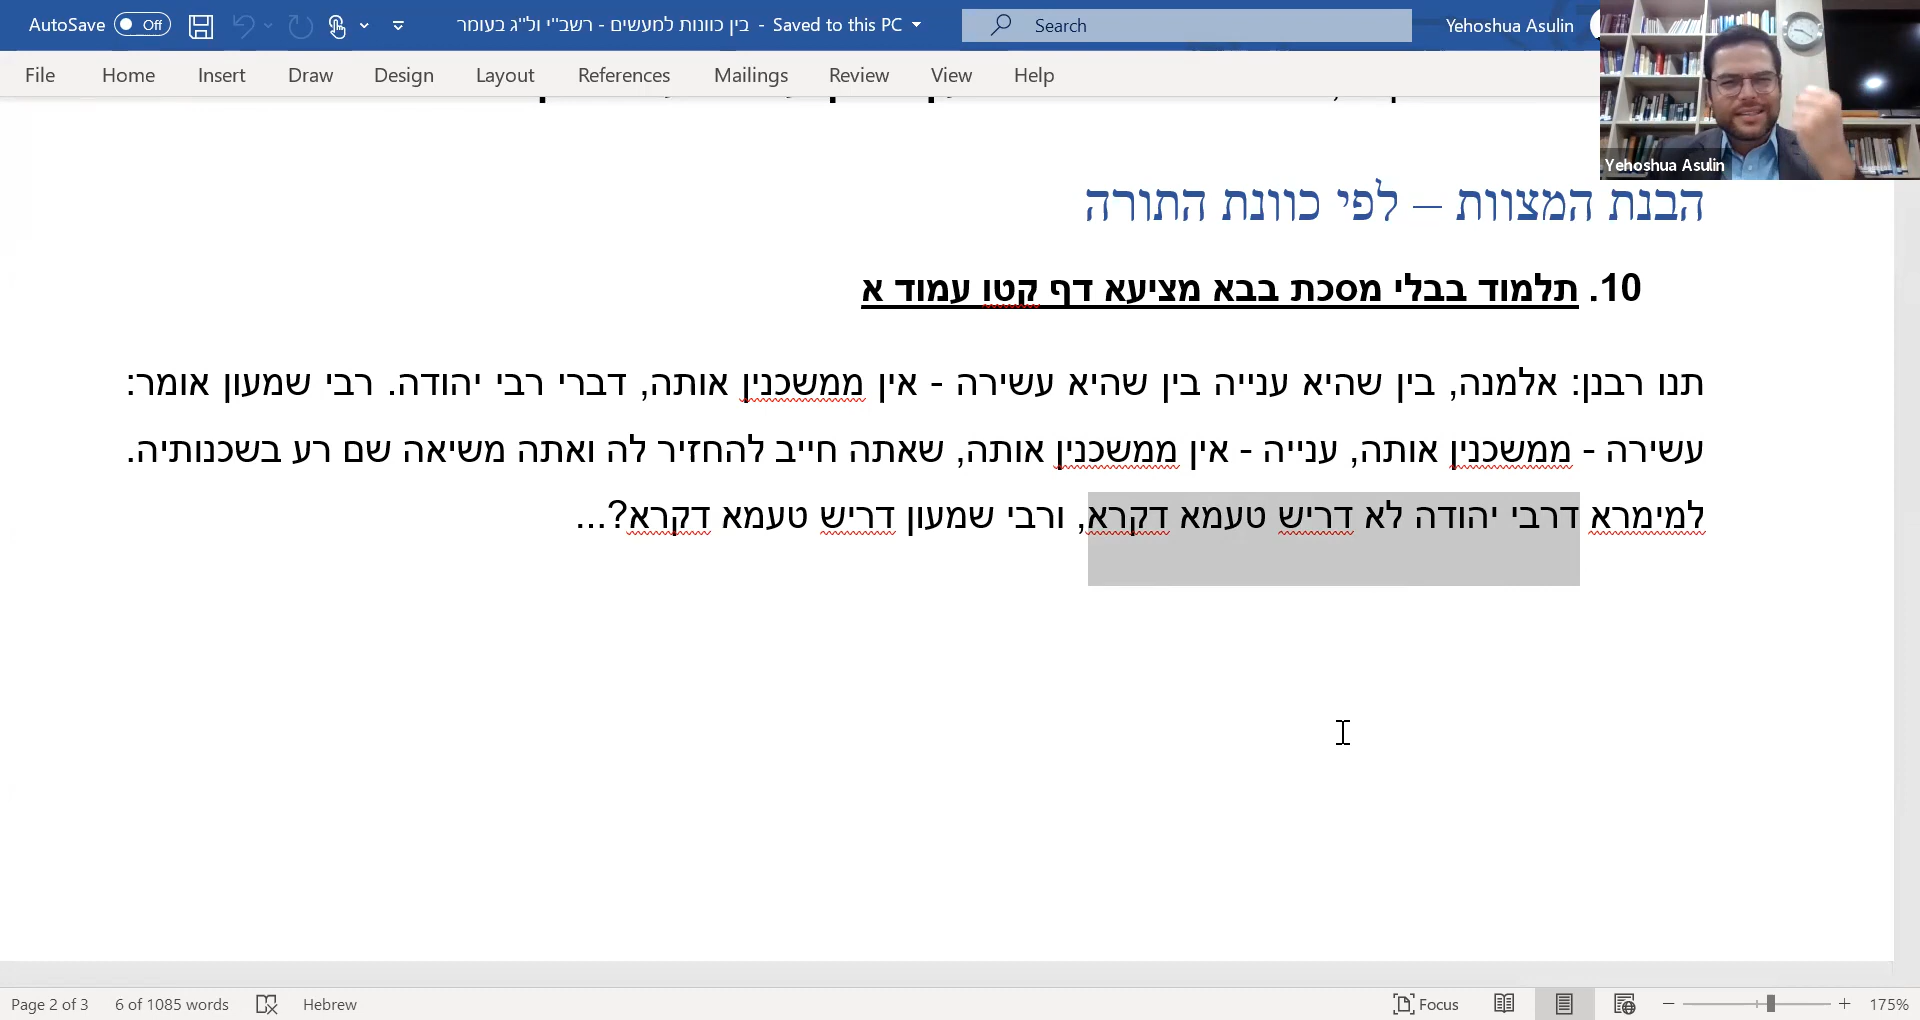 AutoSave Off בין כוונות למעשים - רשב"י ול"ג בעומר - Saved to this PC Search Yehoshua Asulin
File Home Insert Draw Design Layout References Mailings Review View Help
Yehoshua Asulin
הבנת המצוות – לפי כוונת התורה
10. תלמוד בבלי מסכת בבא מציעא דף קטו עמוד א
תנו רבנן: אלמנה, בין שהיא ענייה בין שהיא עשירה - אין ממשכנין אותה, דברי רבי יהודה. רבי שמעון אומר:
עשירה - ממשכנין אותה, ענייה - אין ממשכנין אותה, שאתה חייב להחזיר לה ואתה משיאה שם רע בשכנותיה.
למימרא דרבי יהודה לא דריש טעמא דקרא, ורבי שמעון דריש טעמא דקרא?...
Page 2 of 3 6 of 1085 words Hebrew Focus 175%